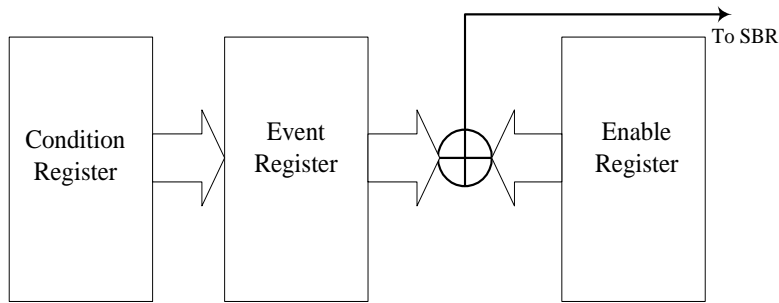 To SBR
Condition
Register
Event
Register
Enable
Register